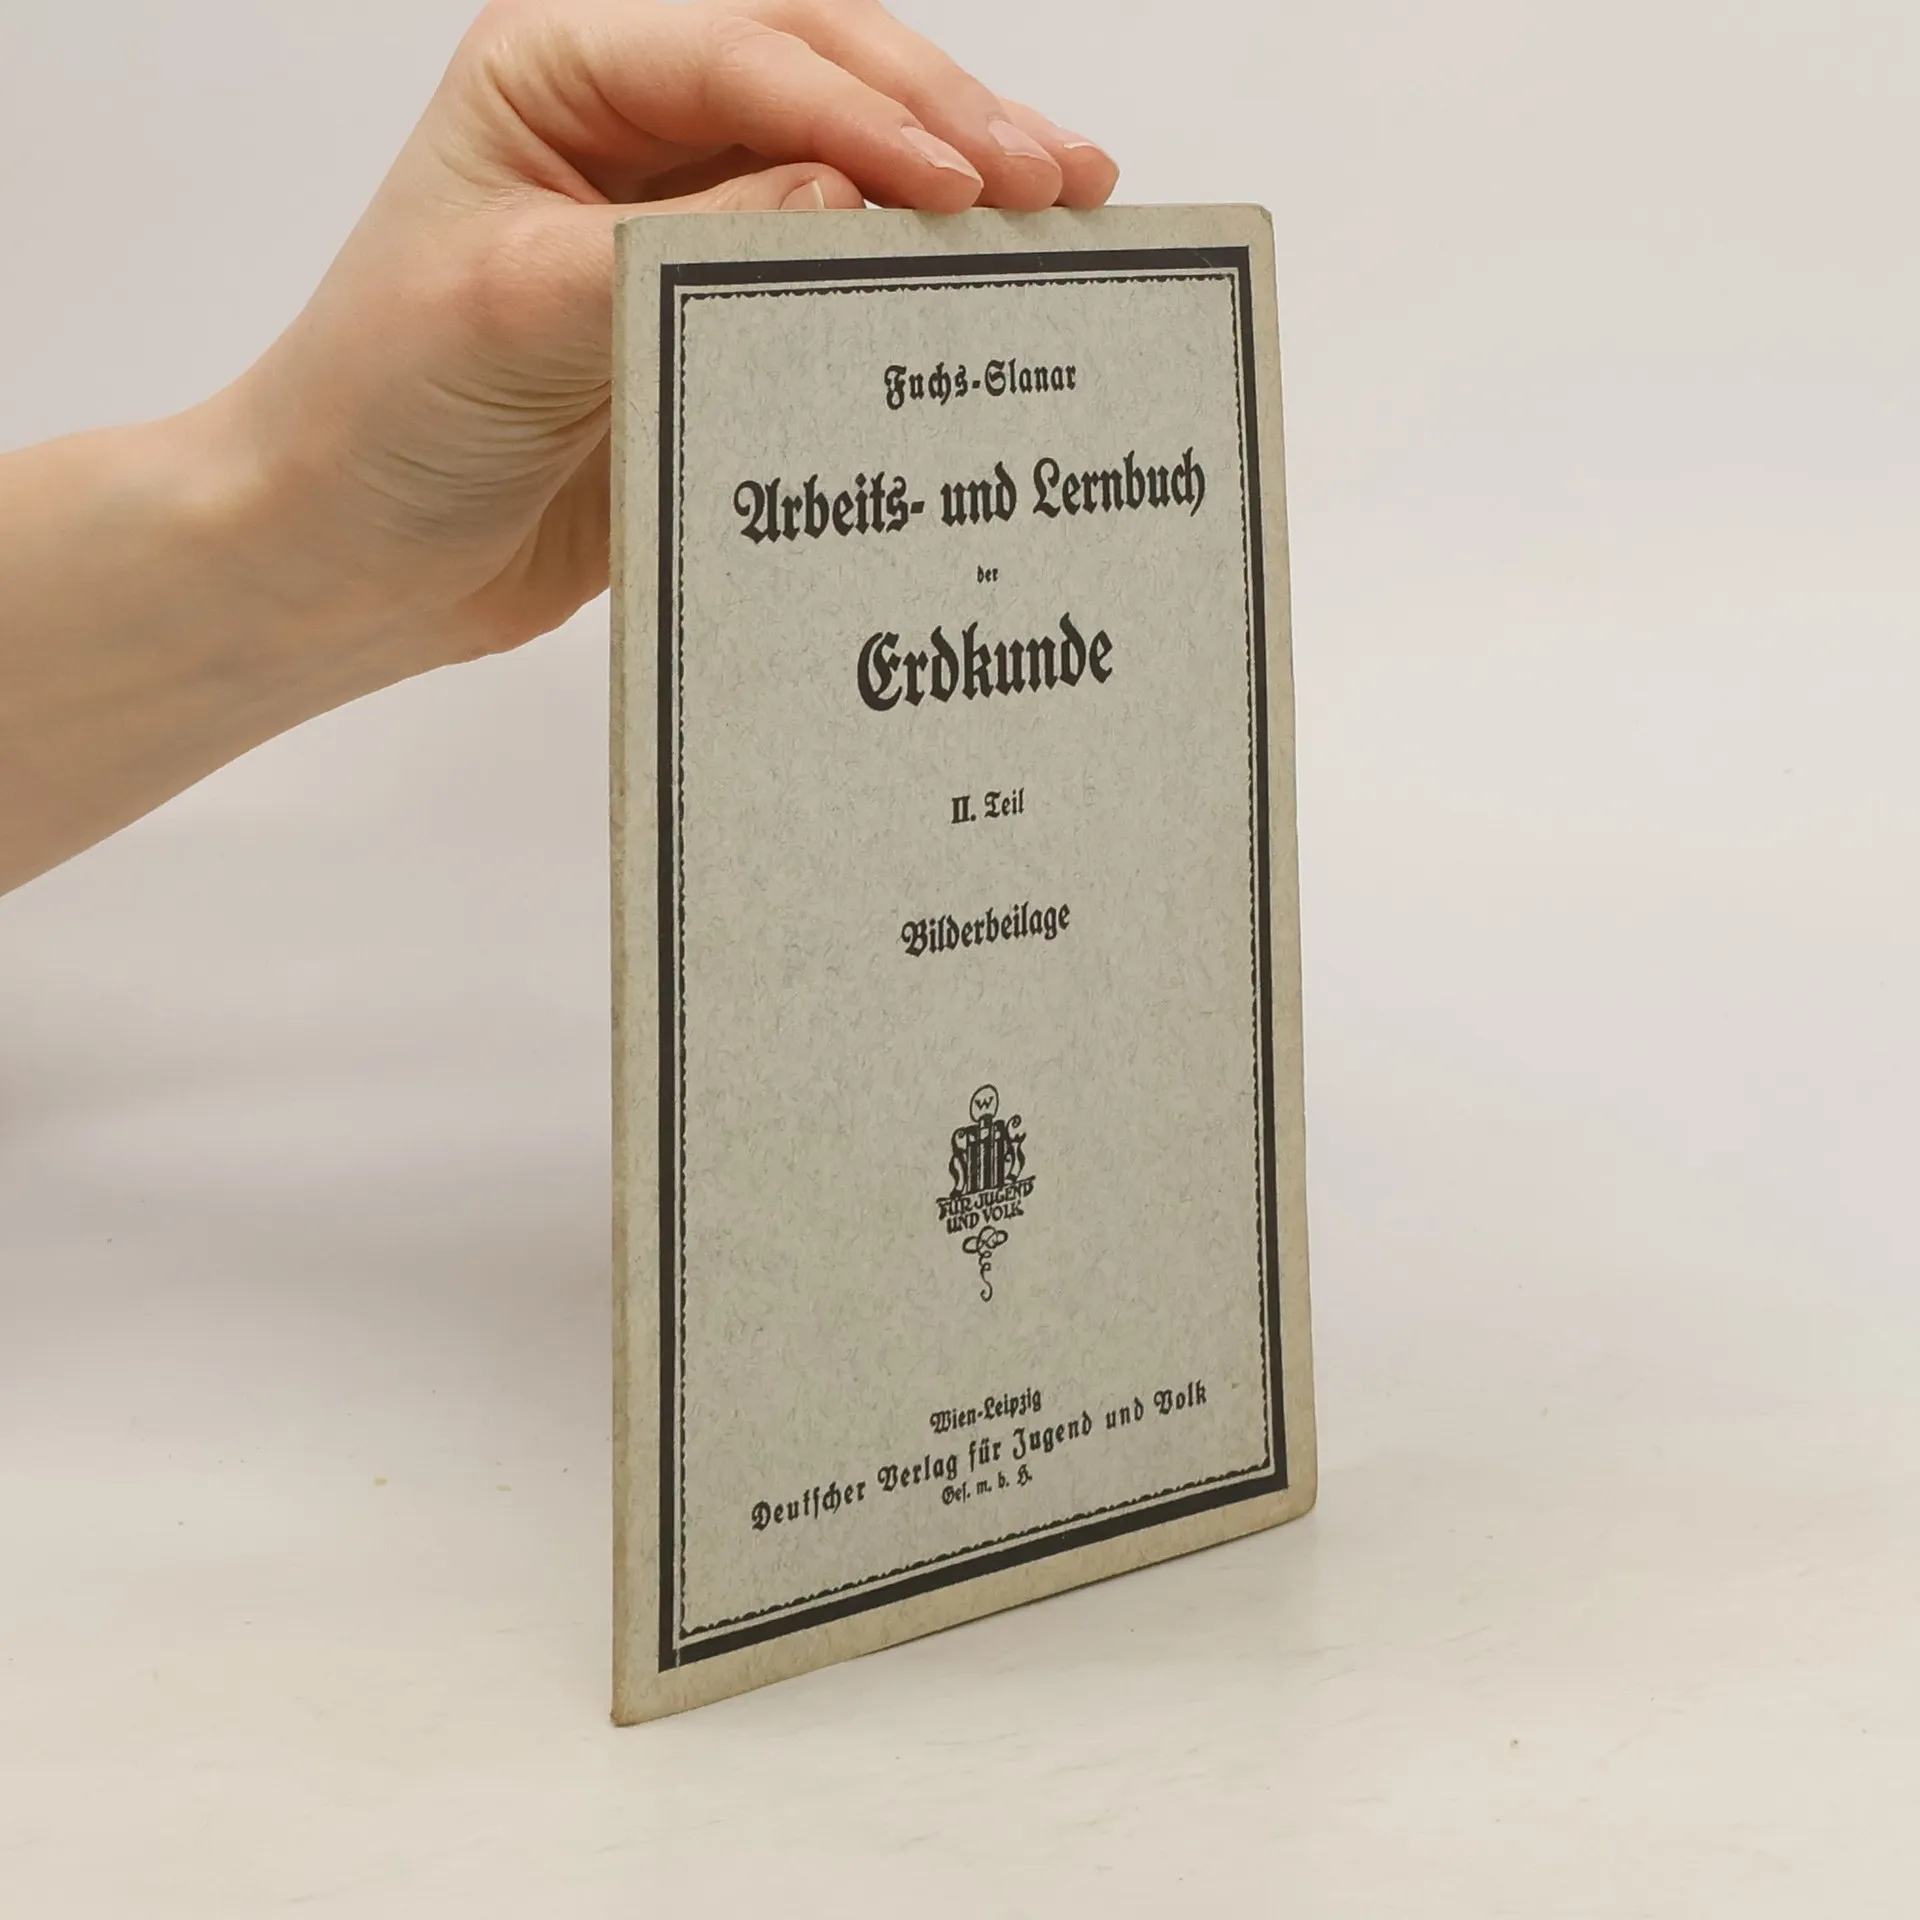 Fuchs-Slanar
Arbeits- und Lernbuch
der
Erdkunde
II. Teil
Bilderbeilage
W
FÜR JUGEND
UND VOLK
Wien-Leipzig
Deutscher Verlag für Jugend und Volk
Ges. m. b. H.